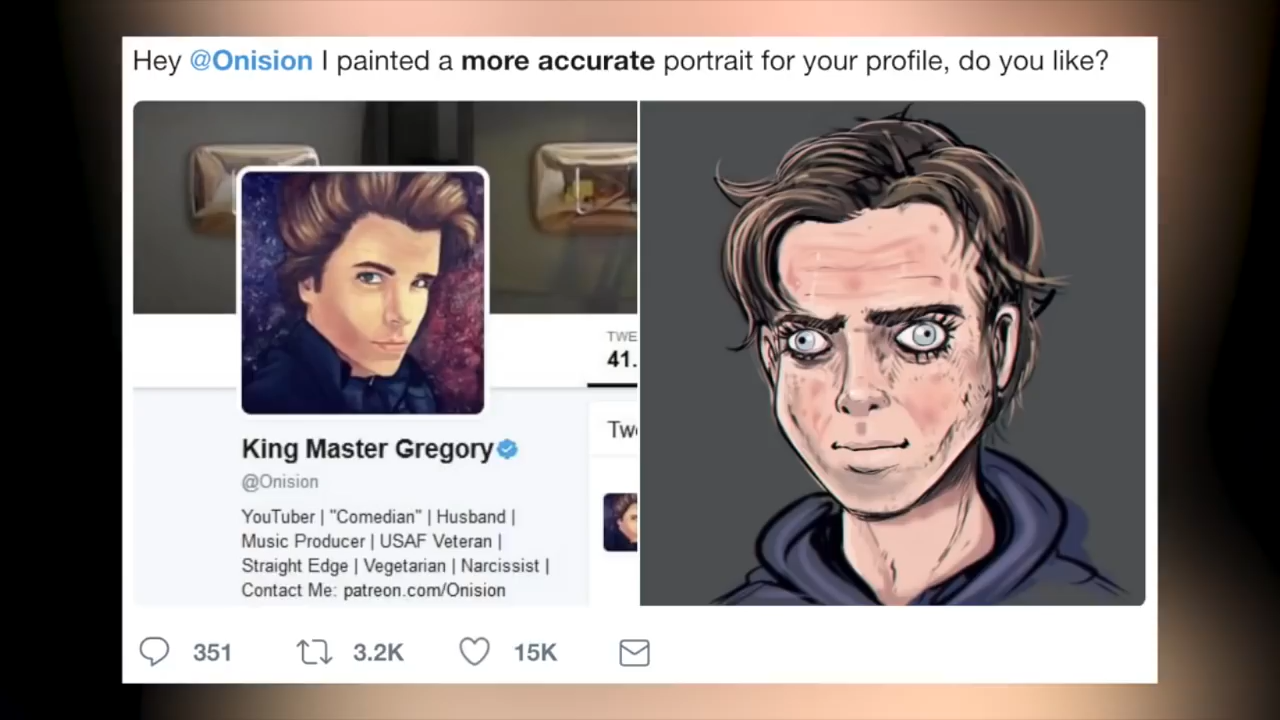 Hey @Onision I painted a more accurate portrait for your profile, do you like?
TWE
41.
King Master Gregory
Twe
@Onision
YouTuber | "Comedian" | Husband |
Music Producer | USAF Veteran |
Straight Edge | Vegetarian | Narcissist |
Contact Me: patreon.com/Onision
351 3.2K 15K